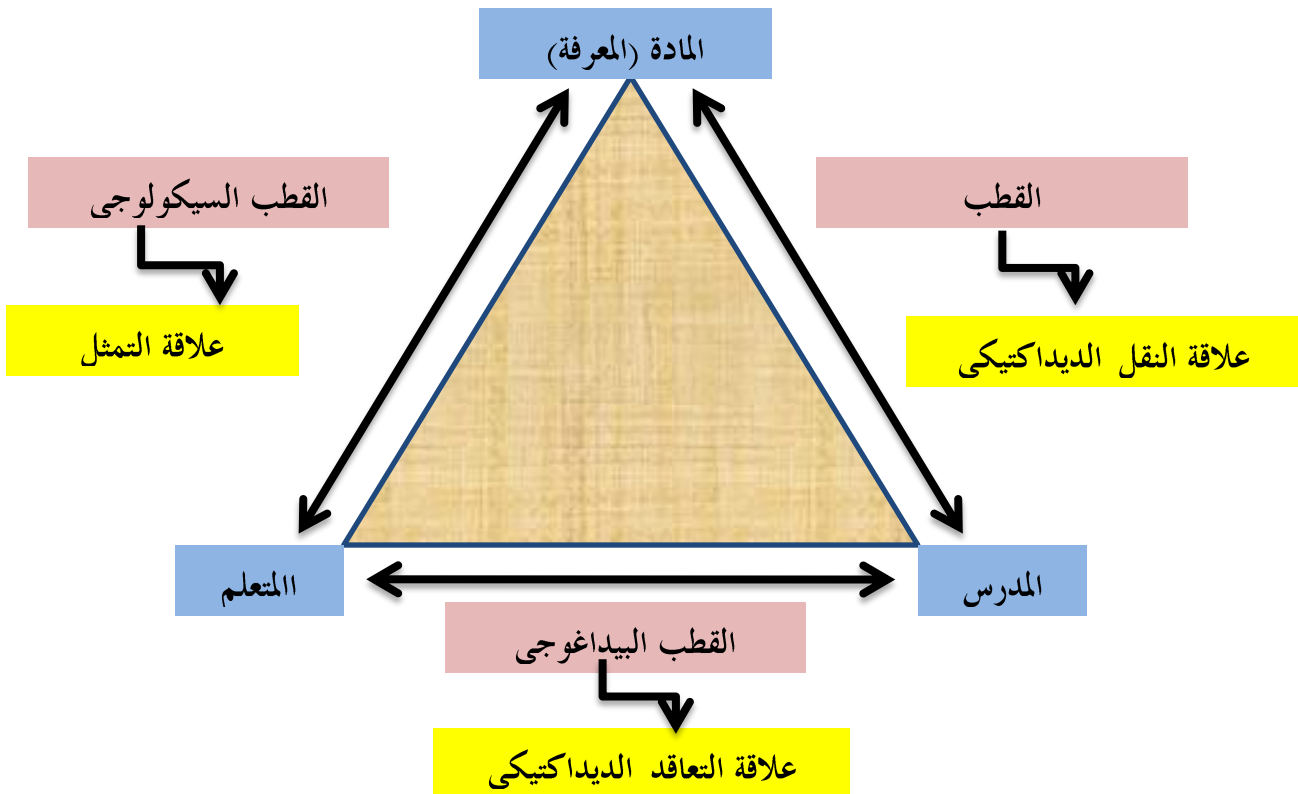 المادة (المعرفة)
القطب
القطب السيكولوجى
علاقة النقل الديداكتيكى
علاقة التمثل
المدرس
االمتعلم
القطب البيداغوجى
علاقة التعاقد الديداكتيكى